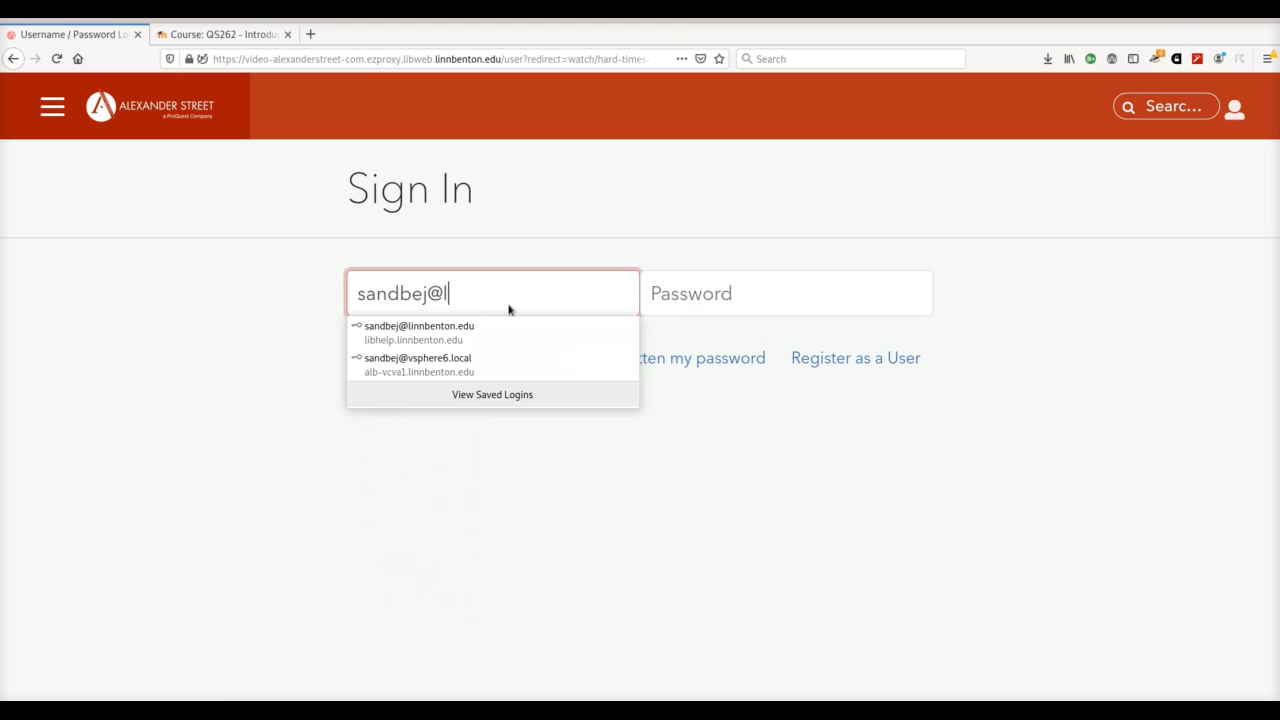 Username / Password Lo
Course: QS262 - Introdu
https://video-alexanderstreet-com.ezproxy.libweb.linnbenton.edu/user?redirect=watch/hard-times-
Search
ALEXANDER STREET
a ProQuest Company
Searc...
Sign In
sandbej@l
Password
sandbej@linnbenton.edu
libhelp.linnbenton.edu
sandbej@vsphere6.local
alb-vcva1.linnbenton.edu
View Saved Logins
tten my password
Register as a User